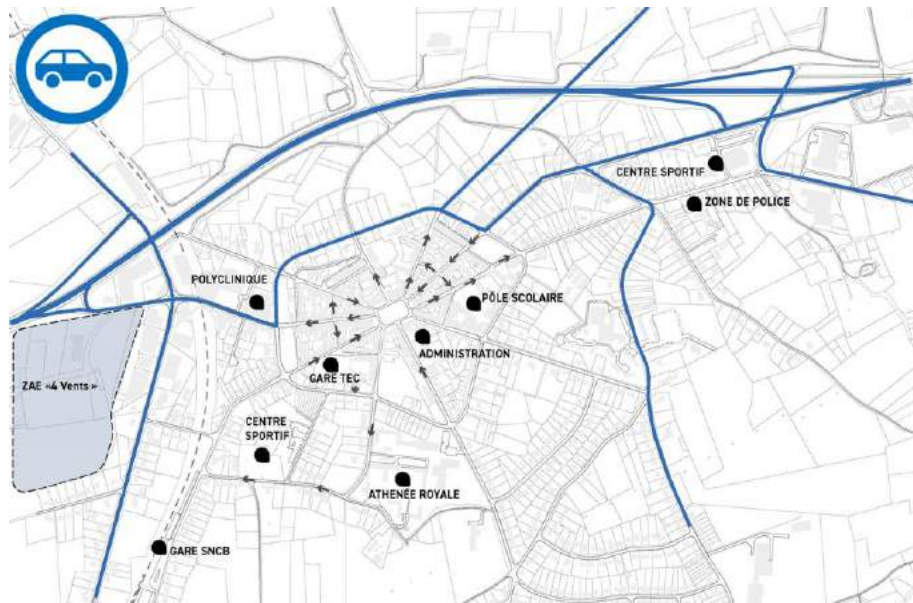 CENTRE SPORTIF
ZONE DE POLICE
POLYCLINIQUE
PÔLE SCOLAIRE
ADMINISTRATION
GARE TEC
ZAE «4 Vents »
CENTRE
SPORTIF
ATHENÉE ROYALE
GARE SNCB